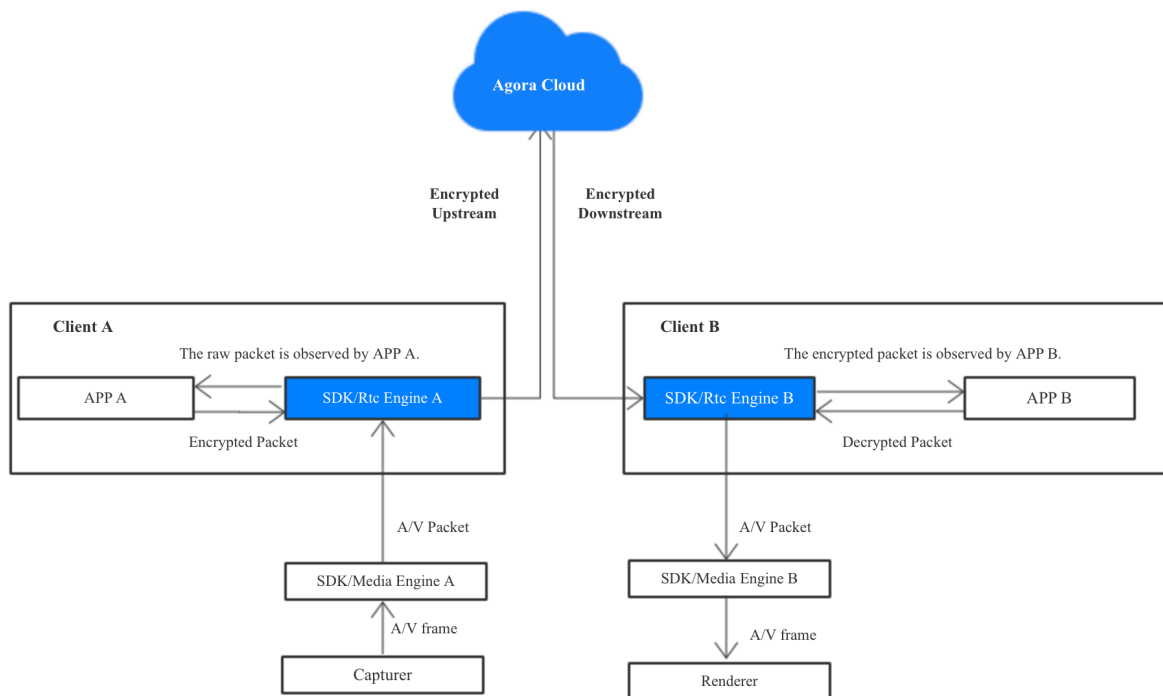 Agora Cloud
Encrypted
Upstream
Encrypted
Downstream
Client A
The raw packet is observed by APP A.
APP A
SDK/Rtc Engine A
Encrypted Packet
Client B
The encrypted packet is observed by APP B.
SDK/Rtc Engine B
APP B
Decrypted Packet
A/V Packet
SDK/Media Engine A
A/V frame
Capturer
A/V Packet
SDK/Media Engine B
A/V frame
Renderer